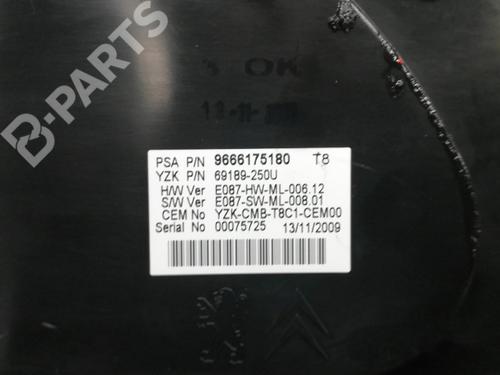 B-PARTS
OK
PSA P/N 9666175180 T8
YZK P/N 69189-250U
H/W Ver E087-HW-ML-006.12
S/W Ver E087-SW-ML-008.01
CEM No YZK-CMB-T8C1-CEM00
Serial No 00075725 13/11/2009